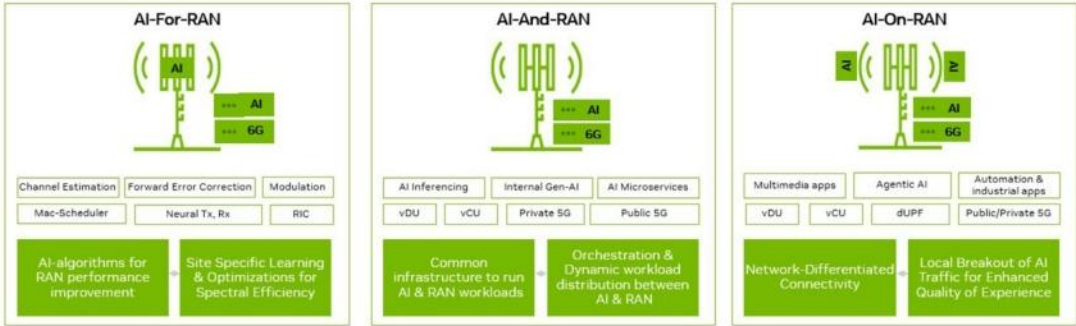 AI-For-RAN
AI
AI
6G
Channel Estimation
Forward Error Correction
Modulation
Mac-Scheduler
Neural Tx, Rx
RIC
AI-algorithms for
RAN performance
improvement
Site Specific Learning
& Optimizations for
Spectral Efficiency
AI-And-RAN
AI
6G
AI Inferencing
Internal Gen-AI
AI Microservices
vDU
vCU
Private 5G
Public 5G
Common
infrastructure to run
AI & RAN workloads
Orchestration &
Dynamic workload
distribution between
AI & RAN
AI-On-RAN
AI
AI
AI
6G
Multimedia apps
Agentic AI
Automation &
industrial apps
vDU
vCU
dUPF
Public/Private 5G
Network-Differentiated
Connectivity
Local Breakout of AI
Traffic for Enhanced
Quality of Experience